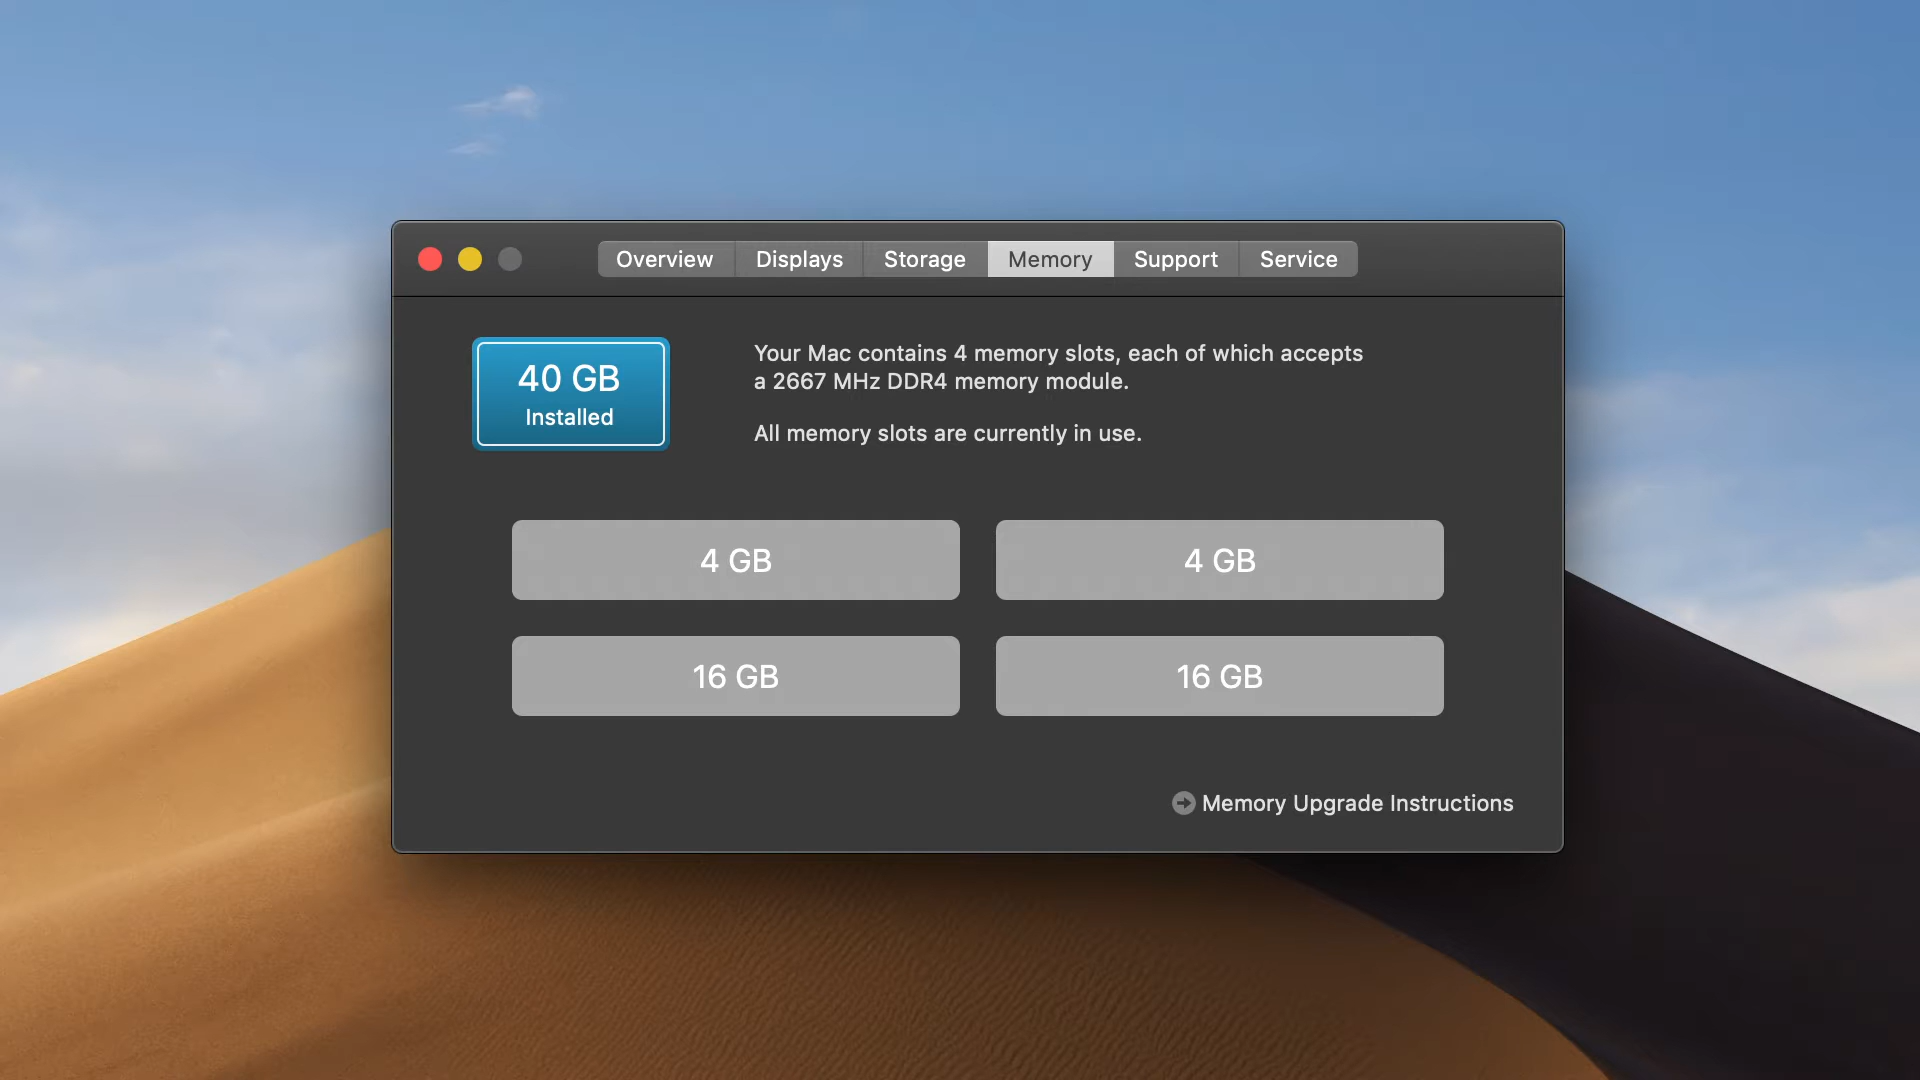 Overview Displays Storage Memory Support Service
40 GB
Installed
Your Mac contains 4 memory slots, each of which accepts
a 2667 MHz DDR4 memory module.
All memory slots are currently in use.
4 GB 4 GB
16 GB 16 GB
Memory Upgrade Instructions